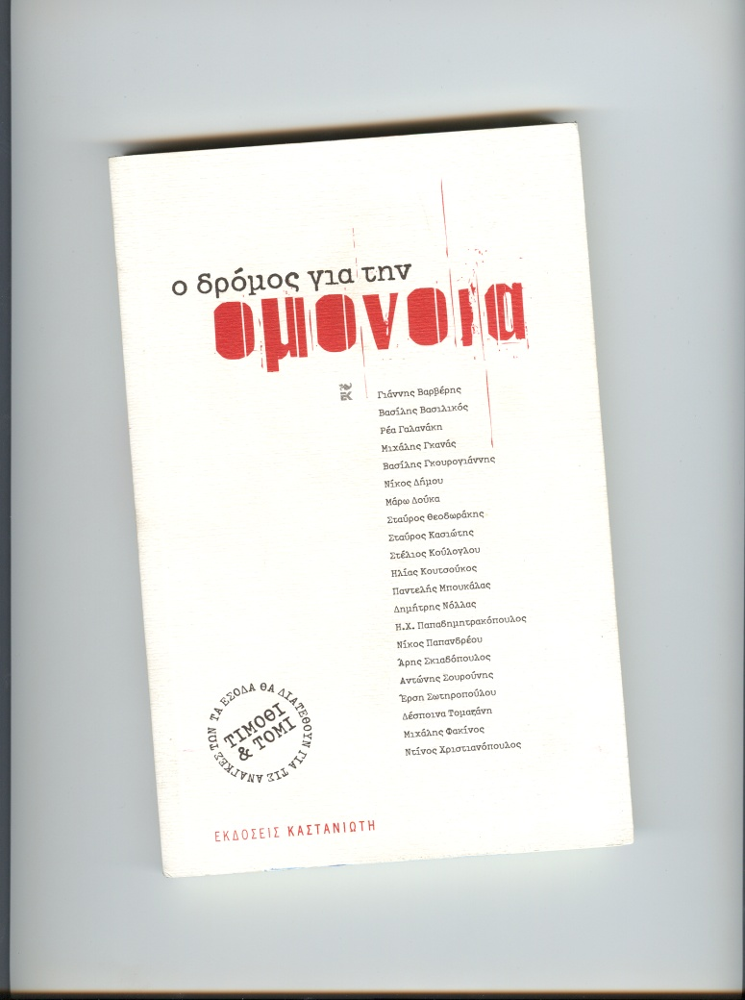 ο δρόμος για την
ομόνοια
ΕΚ
Γιάννης Βαρβέρης
Βασίλης Βασιλικός
Ρέα Γαλανάκη
Μιχάλης Γκανάς
Βασίλης Γκουρογιάννης
Νίκος Δήμου
Μάρω Δούκα
Σταύρος Θεοδωράκης
Σταύρος Κασιώτης
Στέλιος Κούλογλου
Ηλίας Κουτσούκος
Παντελής Μπουκάλας
Δημήτρης Νόλλας
Η.Χ. Παπαδημητρακόπουλος
Νίκος Παπανδρέου
Άρης Σκιαδόπουλος
Αντώνης Σουρούνης
Έρση Σωτηροπούλου
Δέσποινα Τομαζάνη
Μιχάλης Φακίνος
Ντίνος Χριστιανόπουλος
ΤΑ ΕΣΟΔΑ ΘΑ ΔΙΑΤΕΘΟΥΝ ΓΙΑ ΤΙΣ ΑΝΑΓΚΕΣ ΤΩΝ
ΤΙΜΟΘΙ
& ΤΟΜΙ
ΕΚΔΟΣΕΙΣ ΚΑΣΤΑΝΙΩΤΗ